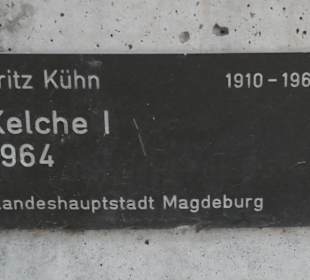 ritz Kühn 1910-196
Kelche I
964
andeshauptstadt Magdeburg